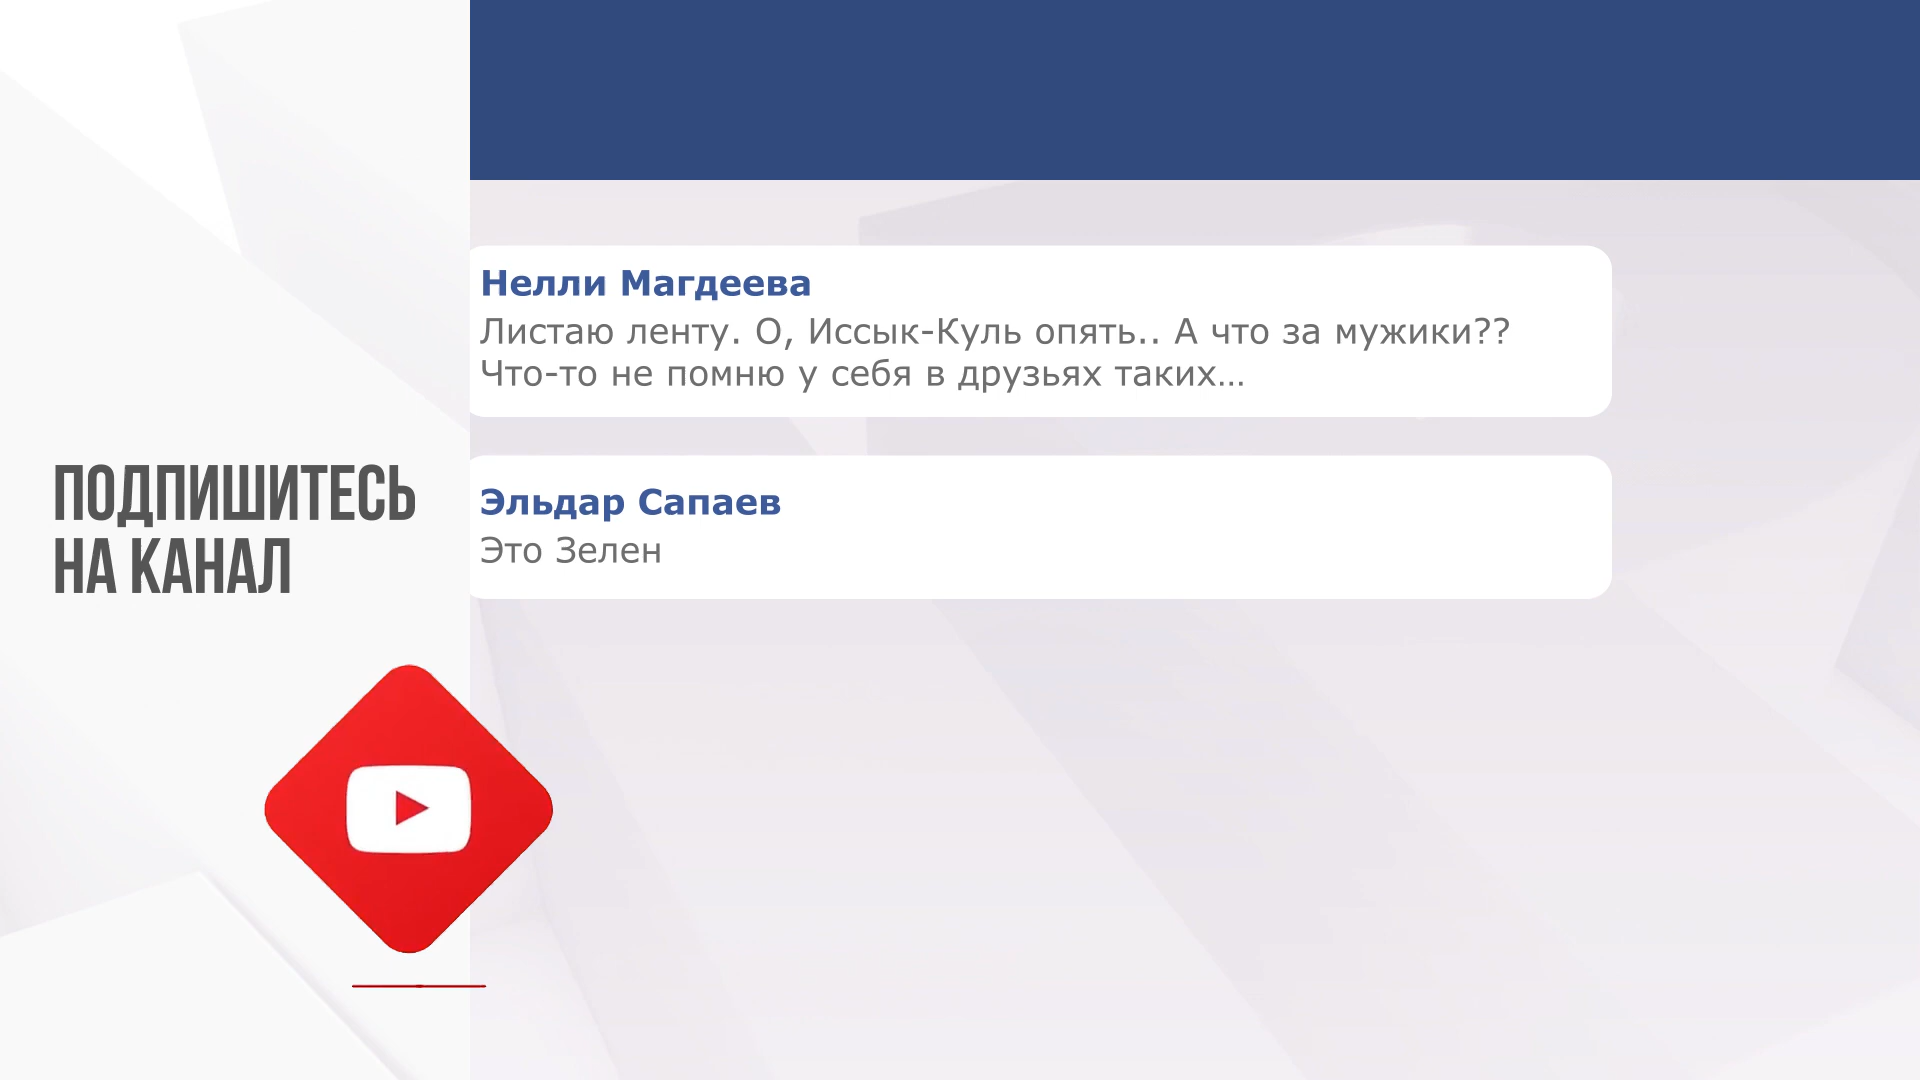 ПОДПИШИТЕСЬ
НА КАНАЛ
Нелли Магдеева
Листаю ленту. О, Иссык-Куль опять.. А что за мужики??
Что-то не помню у себя в друзьях таких...
Эльдар Сапаев
Это Зелен